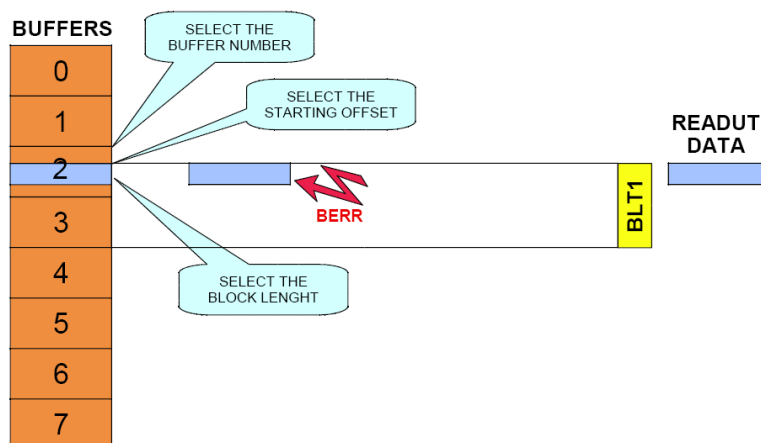 BUFFERS
0
1
2
3
4
5
6
7
SELECT THE
BUFFER NUMBER
SELECT THE
STARTING OFFSET
SELECT THE
BLOCK LENGHT
BERR
BLT1
READUT
DATA